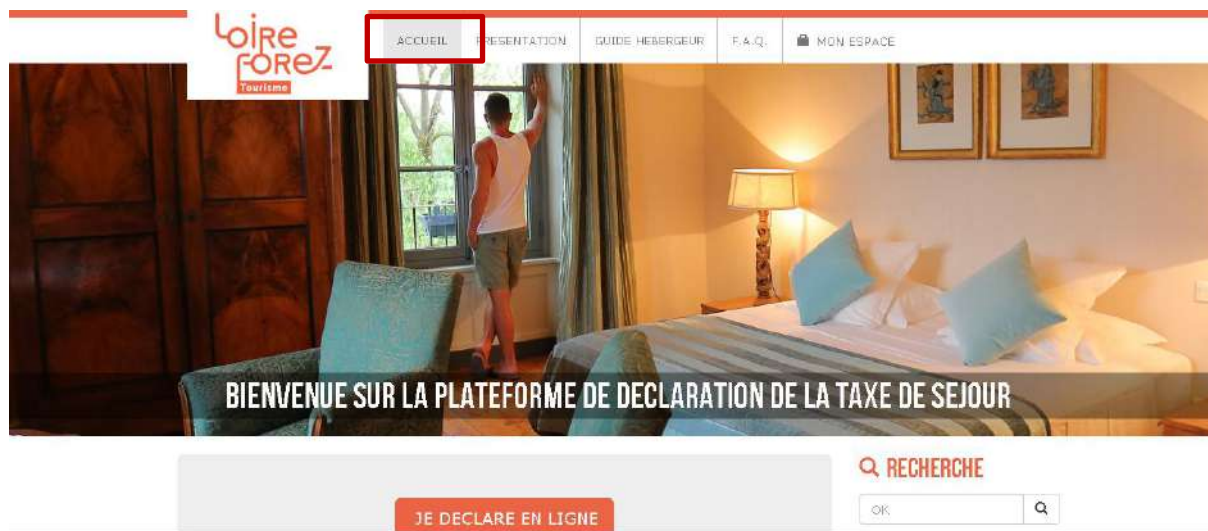 Loire
FOREZ
Tourisme
ACCUEIL
PRESENTATION
GUIDE HEBERGEUR
F.A.Q.
MON ESPACE
BIENVENUE SUR LA PLATEFORME DE DECLARATION DE LA TAXE DE SEJOUR
RECHERCHE
JE DECLARE EN LIGNE
OK